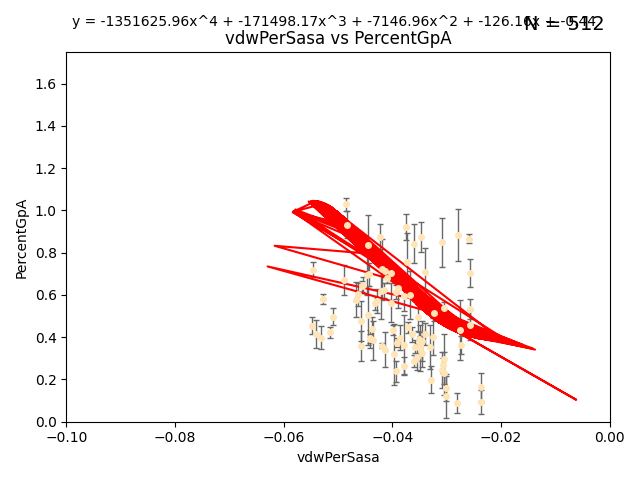 y = -1351625.96x^4 + -171498.17x^3 + -7146.96x^2 + -126.16x + -0.44
N = 512
vdwPerSasa vs PercentGpA
1.6
1.4
1.2
1.0
0.8
0.6
0.4
0.2
0.0
PercentGpA
−0.10 −0.08 −0.06 −0.04 −0.02 0.00
vdwPerSasa